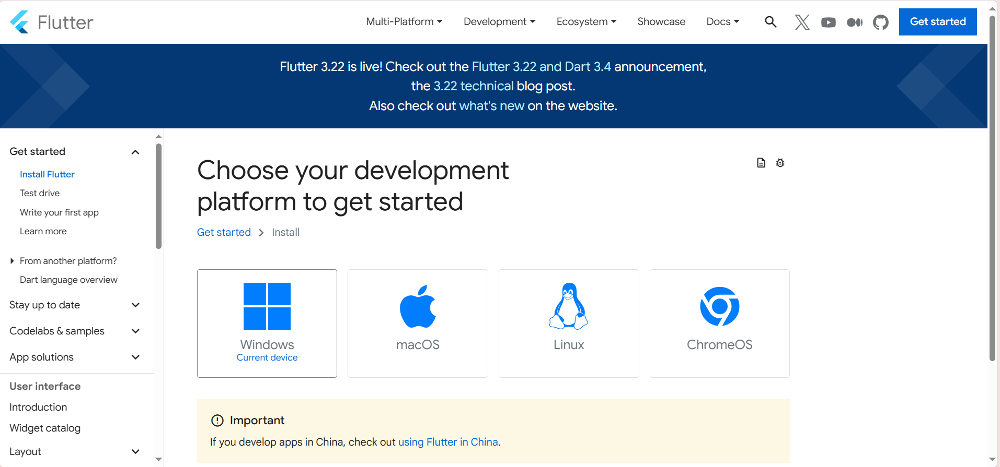 Flutter
Multi-Platform
Development
Ecosystem
Showcase
Docs
Get started
Flutter 3.22 is live! Check out the Flutter 3.22 and Dart 3.4 announcement,
the 3.22 technical blog post.
Also check out what's new on the website.
Get started
Install Flutter
Test drive
Write your first app
Learn more
From another platform?
Dart language overview
Stay up to date
Codelabs & samples
App solutions
User interface
Introduction
Widget catalog
Layout
Choose your development
platform to get started
Get started
Install
Windows
Current device
macOS
Linux
ChromeOS
Important
If you develop apps in China, check out using Flutter in China.